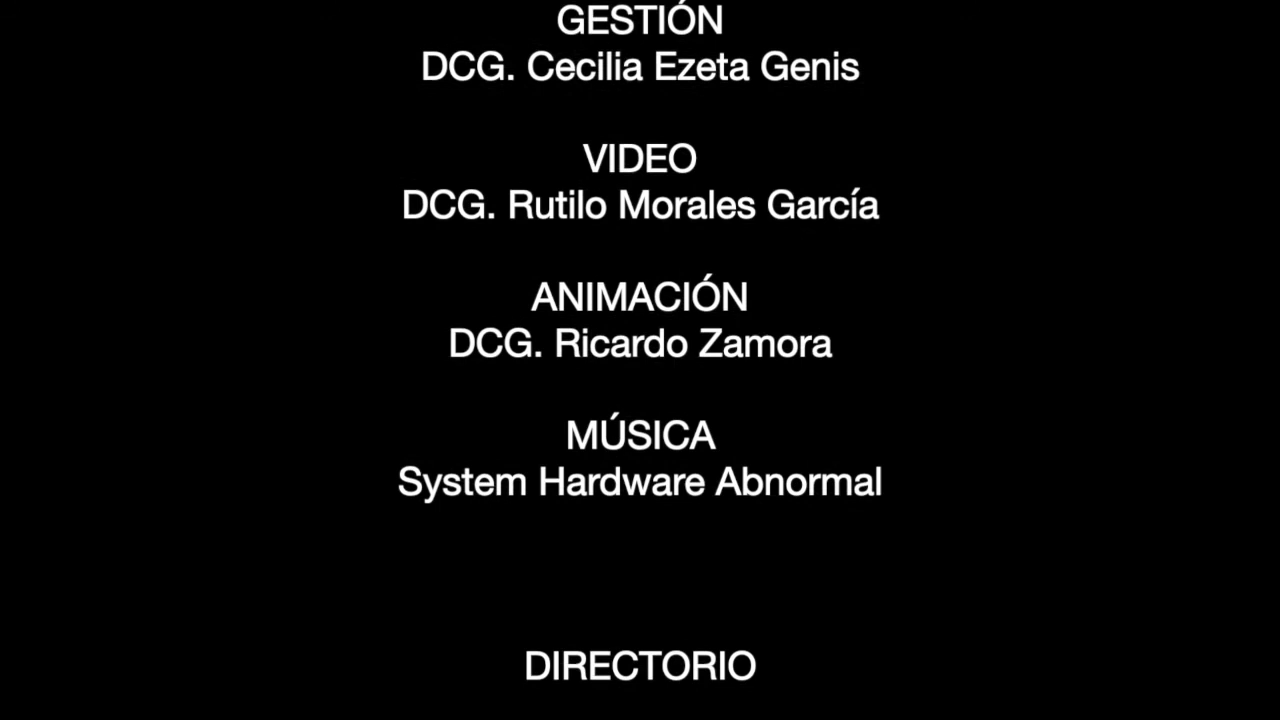 GESTIÓN
DCG. Cecilia Ezeta Genis
VIDEO
DCG. Rutilo Morales García
ANIMACIÓN
DCG. Ricardo Zamora
MÚSICA
System Hardware Abnormal
DIRECTORIO